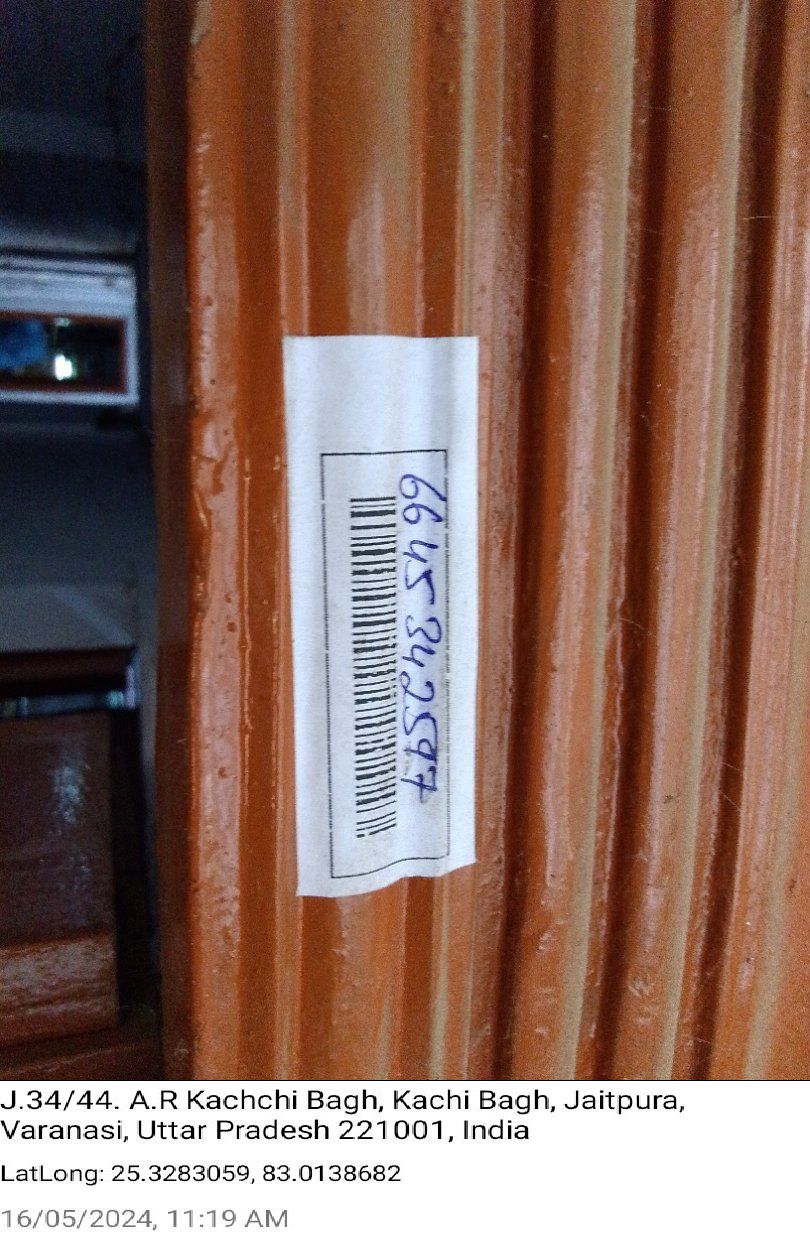 6645342597
J.34/44. A.R Kachchi Bagh, Kachi Bagh, Jaitpura,
Varanasi, Uttar Pradesh 221001, India
LatLong: 25.3283059, 83.0138682
16/05/2024, 11:19 AM